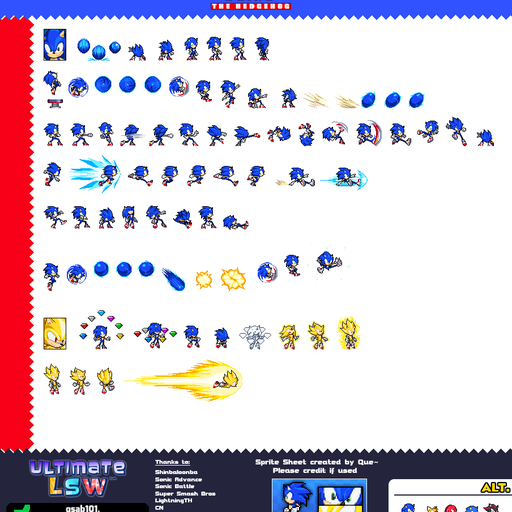 THE HEDGEHOG
ULTIMATE
LSW
Thanks to:
Shinbaloonba
Sonic Advance
Sonic Battle
Super Smash Bros
LightningTH
CN
Sprite Sheet created by Que~
Please credit if used
ALT.
gsab101,